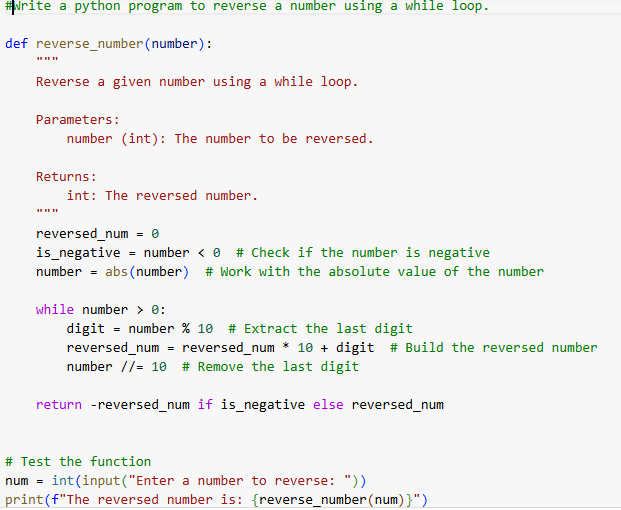 #Write a python program to reverse a number using a while loop.

def reverse_number(number):
    """
    Reverse a given number using a while loop.

    Parameters:
        number (int): The number to be reversed.

    Returns:
        int: The reversed number.
    """
    reversed_num = 0
    is_negative = number < 0  # Check if the number is negative
    number = abs(number)  # Work with the absolute value of the number

    while number > 0:
        digit = number % 10  # Extract the last digit
        reversed_num = reversed_num * 10 + digit  # Build the reversed number
        number //= 10  # Remove the last digit

    return -reversed_num if is_negative else reversed_num


# Test the function
num = int(input("Enter a number to reverse: "))
print(f"The reversed number is: {reverse_number(num)}")